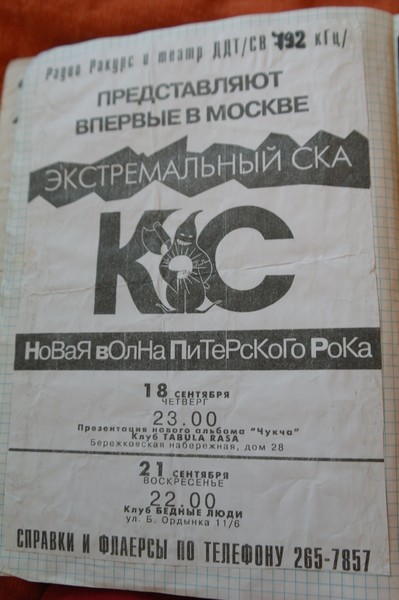 Радио Ракурс и театр ДДТ/СВ 792 кГц/
ПРЕДСТАВЛЯЮТ
ВПЕРВЫЕ В МОСКВЕ
ЭКСТРЕМАЛЬНЫЙ СКА
К&С
НоВаЯ вОлНа ПиТеРсКоГо РоКа
18 СЕНТЯБРЯ
ЧЕТВЕРГ
23.00
Презентация нового альбома "Чукча"
Клуб TABULA RASA
Бережковская набережная, дом 28
21 СЕНТЯБРЯ
ВОСКРЕСЕНЬЕ
22.00
Клуб БЕДНЫЕ ЛЮДИ
ул. Б. Ордынка 11/6
СПРАВКИ И ФЛАЕРСЫ ПО ТЕЛЕФОНУ 265-7857